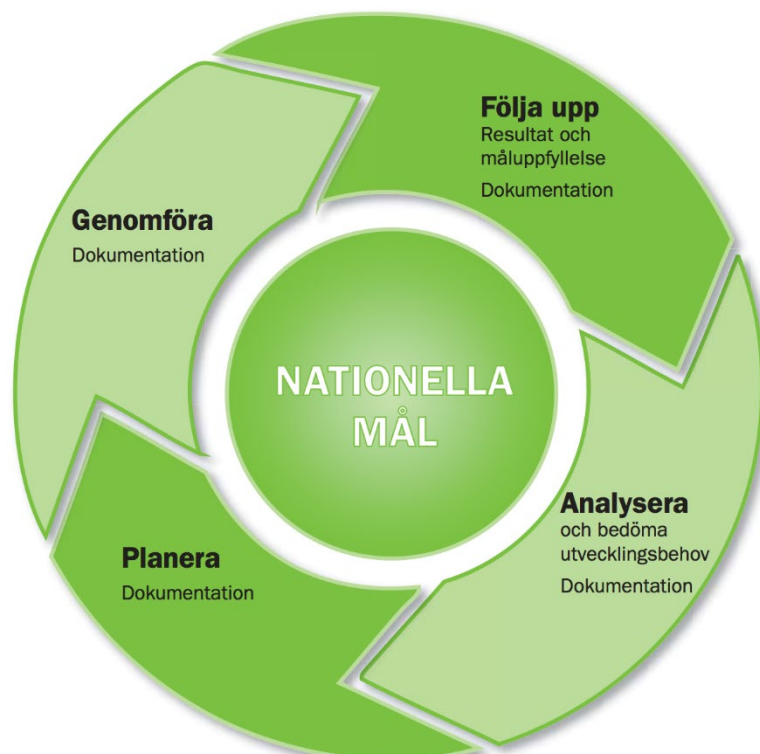 Följa upp
Resultat och
måluppfyllelse
Dokumentation
Genomföra
Dokumentation
NATIONELLA
MÅL
Analysera
och bedöma
utvecklingsbehov
Dokumentation
Planera
Dokumentation